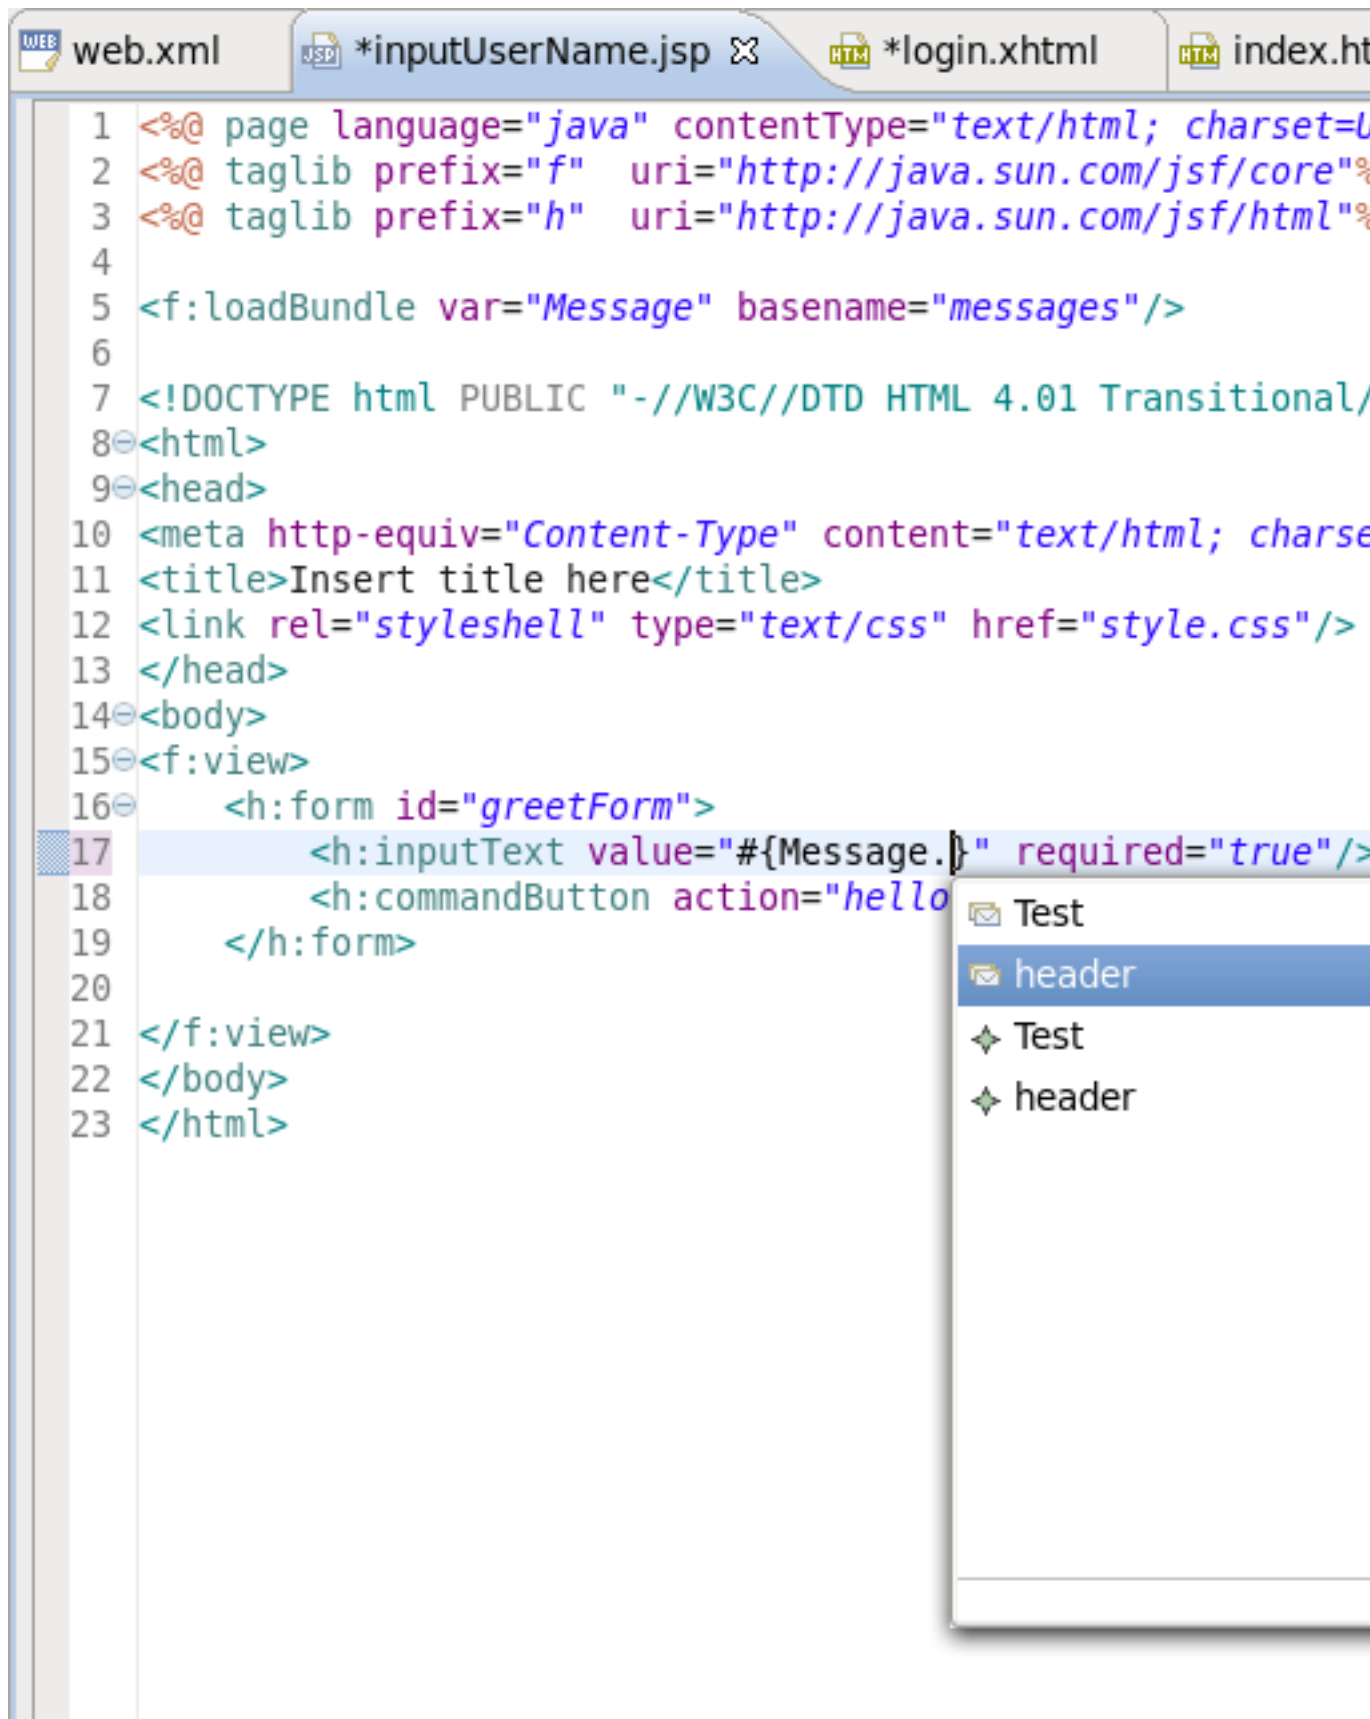 web.xml *inputUserName.jsp *login.xhtml index.ht
1 <%@ page language="java" contentType="text/html; charset=U
2 <%@ taglib prefix="f"  uri="http://java.sun.com/jsf/core"%
3 <%@ taglib prefix="h"  uri="http://java.sun.com/jsf/html"%
4
5 <f:loadBundle var="Message" basename="messages"/>
6
7 <!DOCTYPE html PUBLIC "-//W3C//DTD HTML 4.01 Transitional/
8 <html>
9 <head>
10 <meta http-equiv="Content-Type" content="text/html; charse
11 <title>Insert title here</title>
12 <link rel="styleshell" type="text/css" href="style.css"/>
13 </head>
14 <body>
15 <f:view>
16     <h:form id="greetForm">
17         <h:inputText value="#{Message.}" required="true"/>
18         <h:commandButton action="hello
19     </h:form>
20
21 </f:view>
22 </body>
23 </html>
Test
header
Test
header